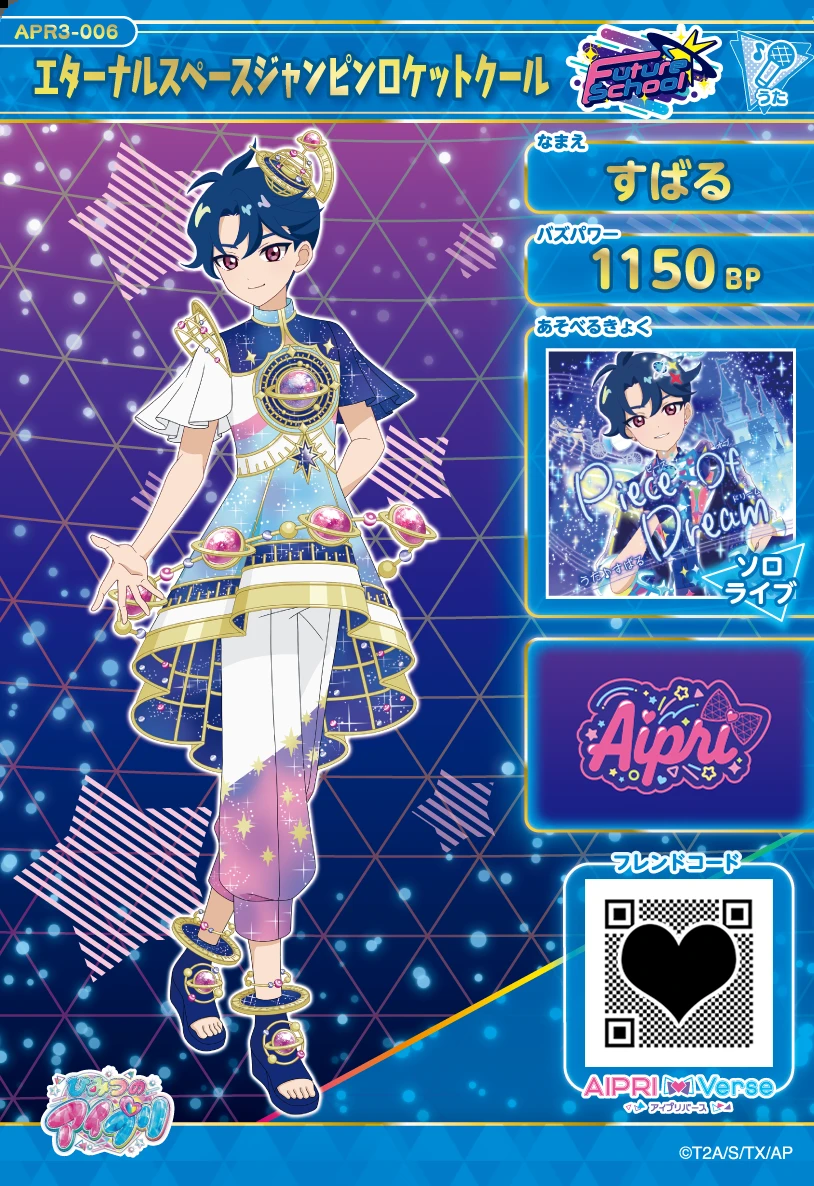 APR3-006
エターナルスペースジャンピンロケットクール
Future School
うた
なまえ
すばる
バズパワー
1150 BP
あそべるきょく
Piece Of
Dream
うた♪すばる
ソロ
ライブ
Aipri
フレンドコード
AIPRI Verse
アイプリバース
ひみつの
アイプリ
©T2A/S/TX/AP